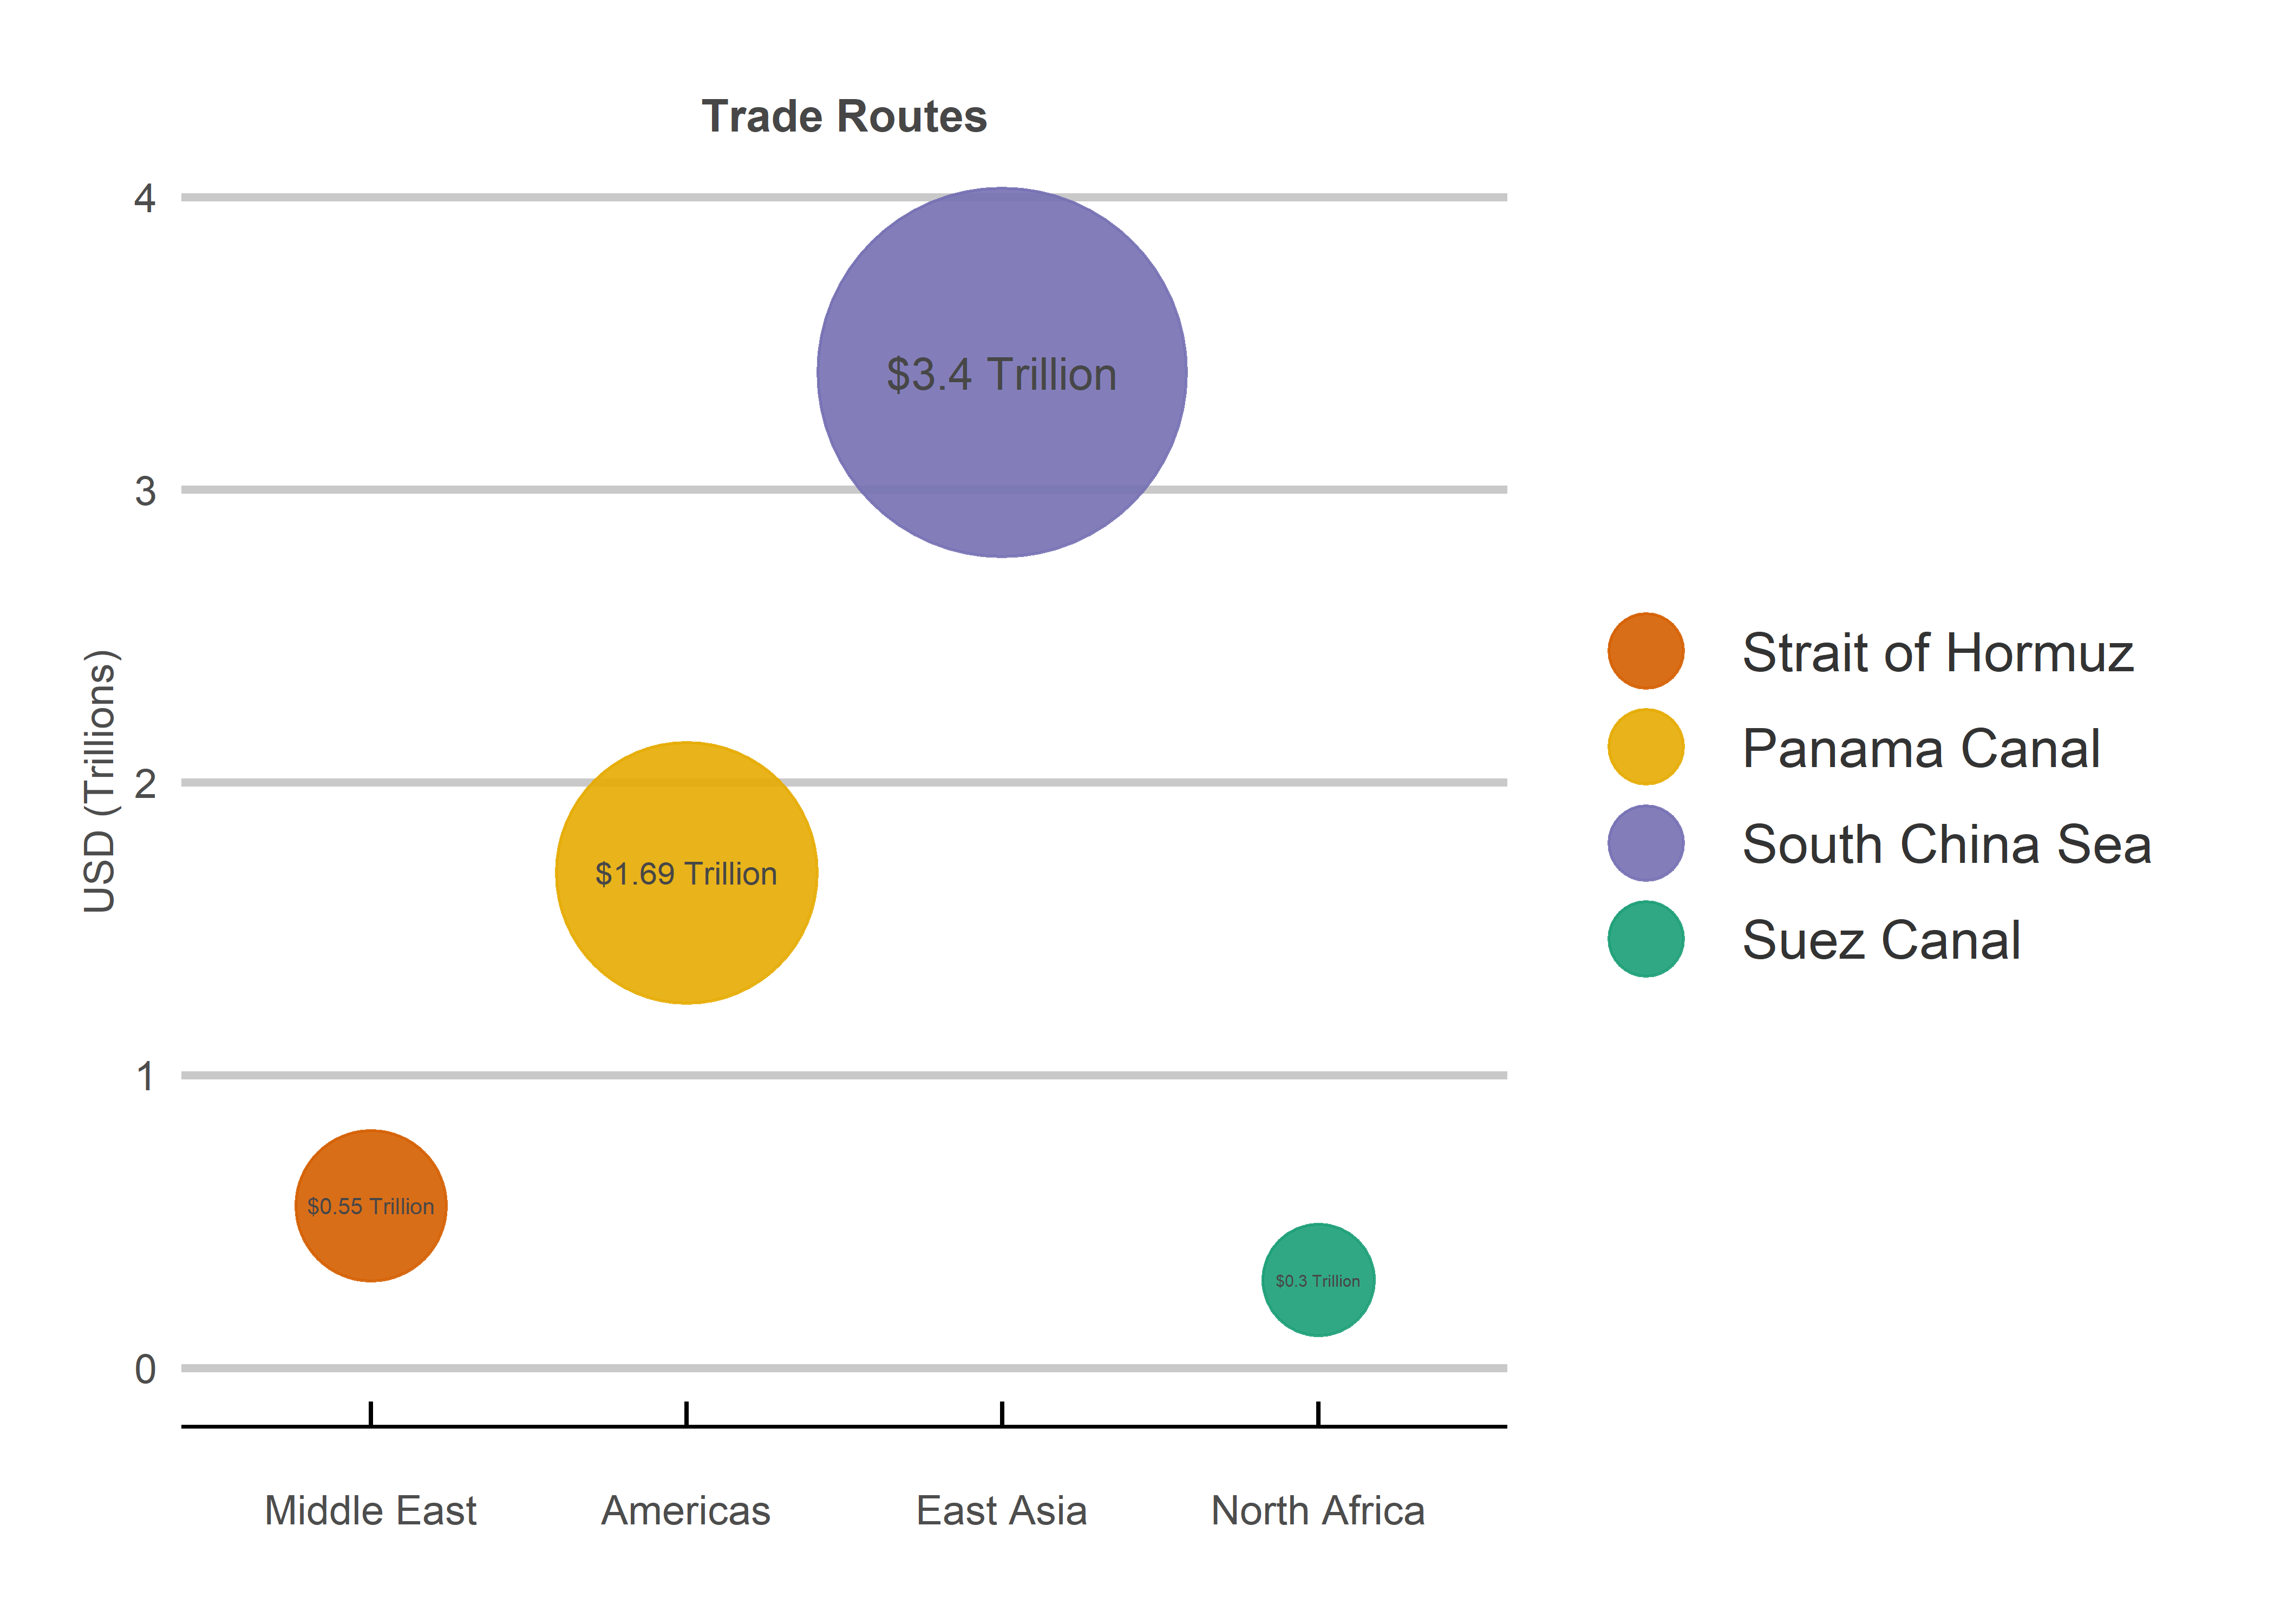 Trade Routes
4
3
2
1
0
USD (Trillions)
$3.4 Trillion
$1.69 Trillion
$0.55 Trillion
$0.3 Trillion
Middle East
Americas
East Asia
North Africa
Strait of Hormuz
Panama Canal
South China Sea
Suez Canal